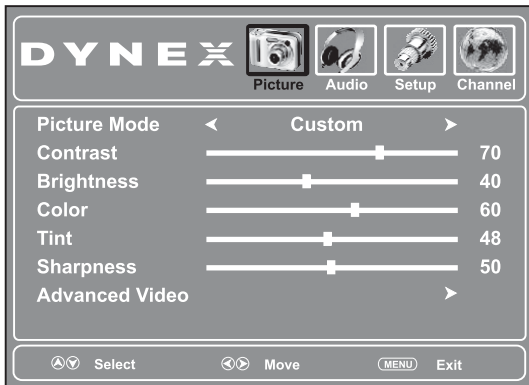 DYNEX
Picture Audio Setup Channel
Picture Mode Custom
Contrast 70
Brightness 40
Color 60
Tint 48
Sharpness 50
Advanced Video
Select Move MENU Exit